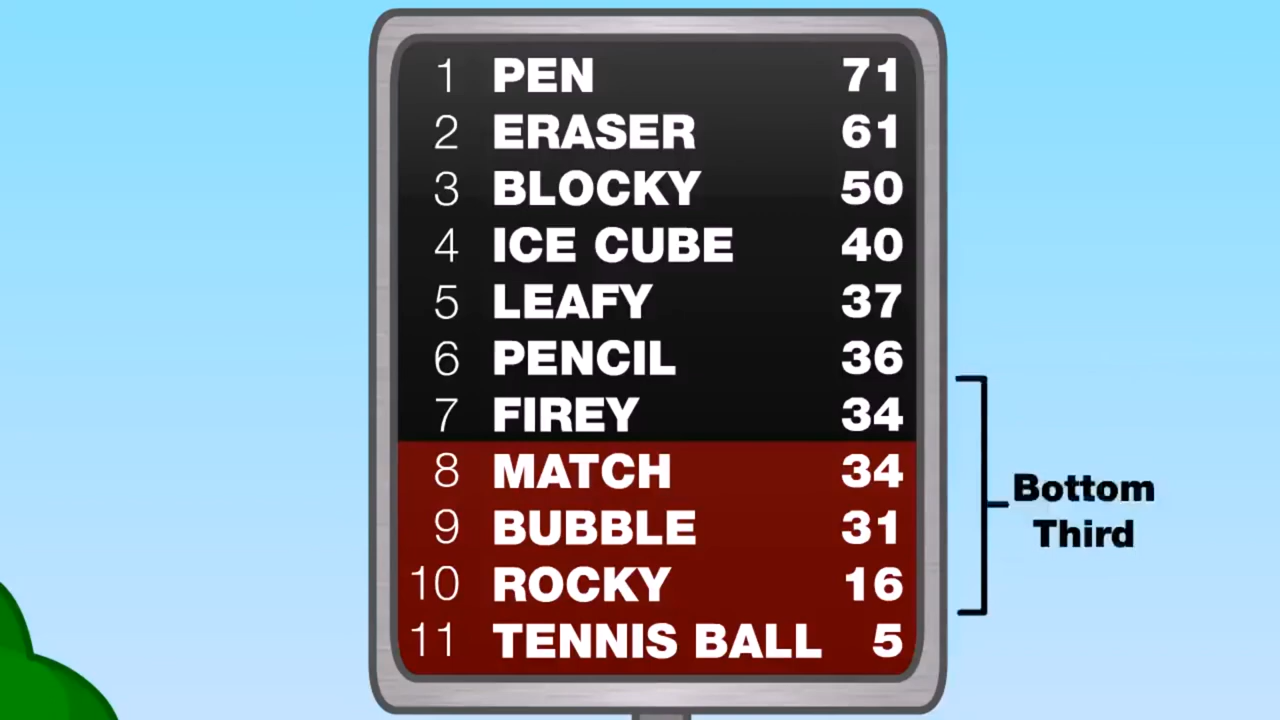 1 PEN 71
2 ERASER 61
3 BLOCKY 50
4 ICE CUBE 40
5 LEAFY 37
6 PENCIL 36
7 FIREY 34
8 MATCH 34
9 BUBBLE 31
10 ROCKY 16
11 TENNIS BALL 5
Bottom
Third